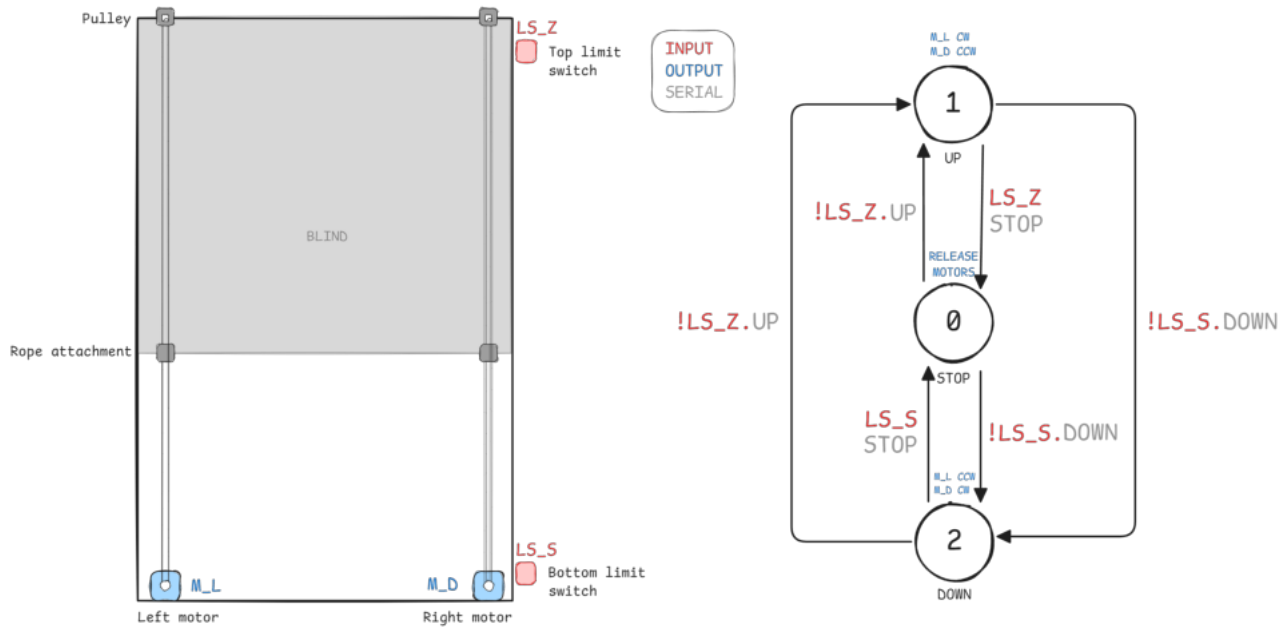 Pulley
LS_Z
Top limit
switch
BLIND
Rope attachment
LS_S
Bottom limit
switch
M_L
M_D
Left motor
Right motor
INPUT
OUTPUT
SERIAL
M_L CW
M_D CCW
1
UP
!LS_Z.UP
LS_Z
STOP
RELEASE
MOTORS
0
STOP
!LS_Z.UP
!LS_S.DOWN
LS_S
STOP
!LS_S.DOWN
M_L CCW
M_D CW
2
DOWN